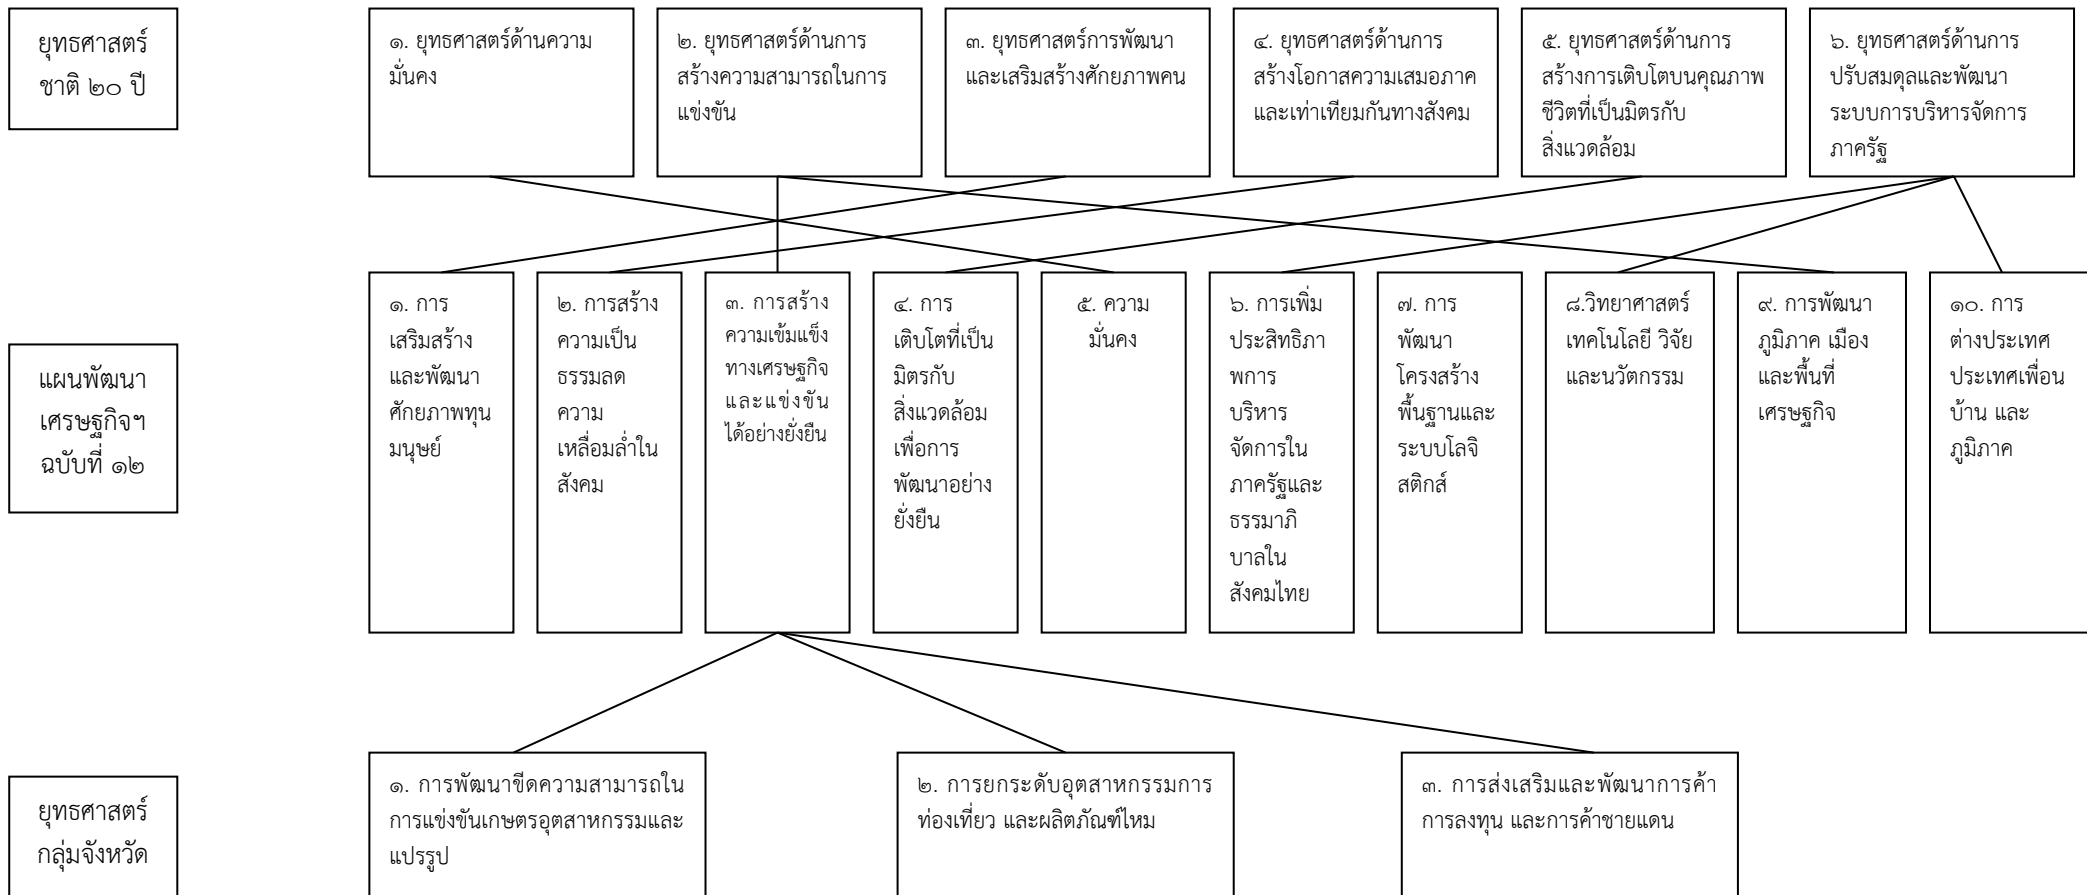 ยุทธศาสตร์
ชาติ ๒๐ ปี
๑. ยุทธศาสตร์ด้านความ
มั่นคง
๒. ยุทธศาสตร์ด้านการ
สร้างความสามารถในการ
แข่งขัน
๓. ยุทธศาสตร์การพัฒนา
และเสริมสร้างศักยภาพคน
๔. ยุทธศาสตร์ด้านการ
สร้างโอกาสความเสมอภาค
และเท่าเทียมกันทางสังคม
๕. ยุทธศาสตร์ด้านการ
สร้างการเติบโตบนคุณภาพ
ชีวิตที่เป็นมิตรกับ
สิ่งแวดล้อม
๖. ยุทธศาสตร์ด้านการ
ปรับสมดุลและพัฒนา
ระบบการบริหารจัดการ
ภาครัฐ
แผนพัฒนา
เศรษฐกิจฯ
ฉบับที่ ๑๒
๑. การ
เสริมสร้าง
และพัฒนา
ศักยภาพทุน
มนุษย์
๒. การสร้าง
ความเป็น
ธรรมลด
ความ
เหลื่อมล่ำใน
สังคม
๓. การสร้าง
ความเข้มแข็ง
ทางเศรษฐกิจ
และแข่งขัน
ได้อย่างยั่งยืน
๔. การ
เติบโตที่เป็น
มิตรกับ
สิ่งแวดล้อม
เพื่อการ
พัฒนาอย่าง
ยั่งยืน
๕. ความ
มั่นคง
๖. การเพิ่ม
ประสิทธิภา
พการ
บริหาร
จัดการใน
ภาครัฐและ
ธรรมาภิ
บาลใน
สังคมไทย
๗. การ
พัฒนา
โครงสร้าง
พื้นฐานและ
ระบบโลจิ
สติกส์
๘.วิทยาศาสตร์
เทคโนโลยี วิจัย
และนวัตกรรม
๙. การพัฒนา
ภูมิภาค เมือง
และพื้นที่
เศรษฐกิจ
๑๐. การ
ต่างประเทศ
ประเทศเพื่อน
บ้าน และ
ภูมิภาค
ยุทธศาสตร์
กลุ่มจังหวัด
๑. การพัฒนาขีดความสามารถใน
การแข่งขันเกษตรอุตสาหกรรมและ
แปรรูป
๒. การยกระดับอุตสาหกรรมการ
ท่องเที่ยว และผลิตภัณฑ์ไหม
๓. การส่งเสริมและพัฒนาการค้า
การลงทุน และการค้าชายแดน